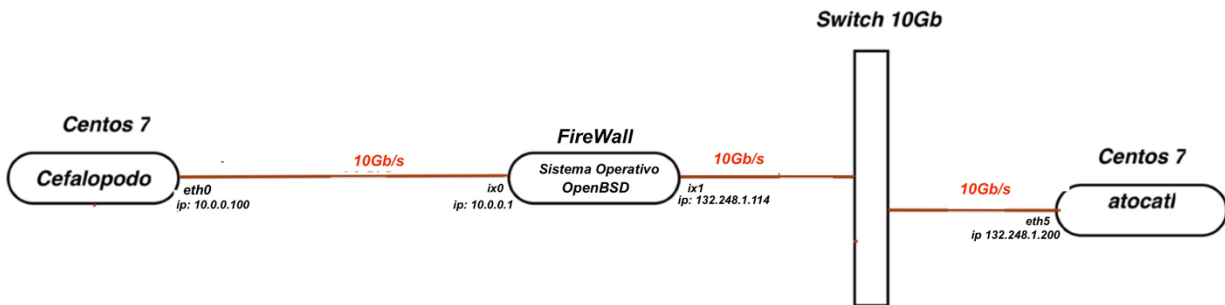 Switch 10Gb
Centos 7
FireWall
Centos 7
Cefalopodo
10Gb/s
Sistema Operativo
OpenBSD
10Gb/s
10Gb/s
atocatl
eth0
ip: 10.0.0.100
ix0
ip: 10.0.0.1
ix1
ip: 132.248.1.114
eth5
ip 132.248.1.200